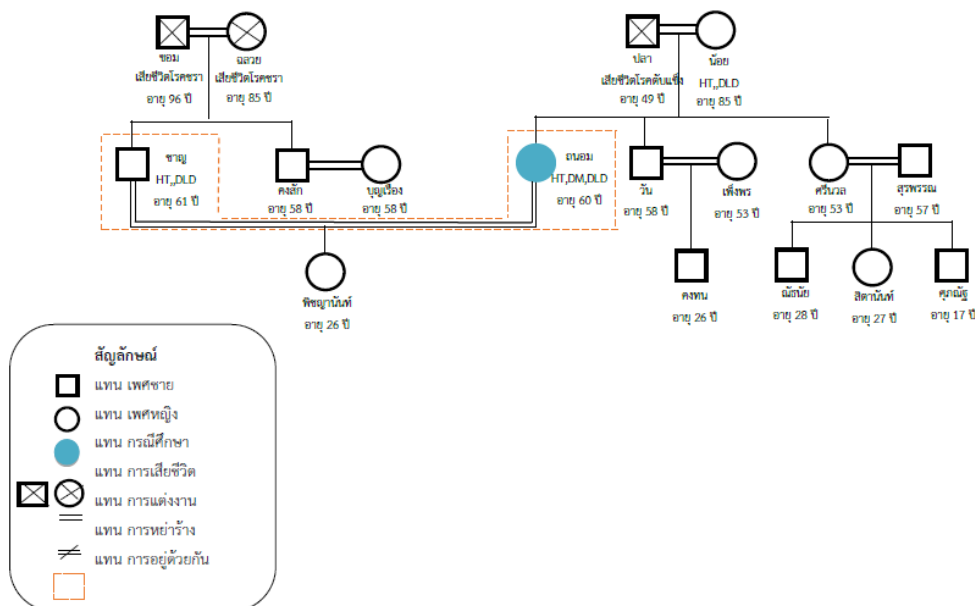 ขอม
เสียชีวิตโรคชรา
อายุ 96 ปี
ฉลวย
เสียชีวิตโรคชรา
อายุ 85 ปี
ปลา
เสียชีวิตโรคตับแข็ง
อายุ 49 ปี
น้อย
HT,,DLD
อายุ 85 ปี
ชาญ
HT,,DLD
อายุ 61 ปี
คงสัก
อายุ 58 ปี
บุญเรือง
อายุ 58 ปี
ถนอม
HT,DM,DLD
อายุ 60 ปี
วัน
อายุ 58 ปี
เพ็งพร
อายุ 53 ปี
ศรีนวล
อายุ 53 ปี
สุรพรรณ
อายุ 57 ปี
พิชญานันท์
อายุ 26 ปี
คงทน
อายุ 26 ปี
ณัธนัย
อายุ 28 ปี
สิตานันท์
อายุ 27 ปี
ศุภณัฐ
อายุ 17 ปี
สัญลักษณ์
แทน เพศชาย
แทน เพศหญิง
แทน กรณีศึกษา
แทน การเสียชีวิต
แทน การแต่งงาน
แทน การหย่าร้าง
แทน การอยู่ด้วยกัน